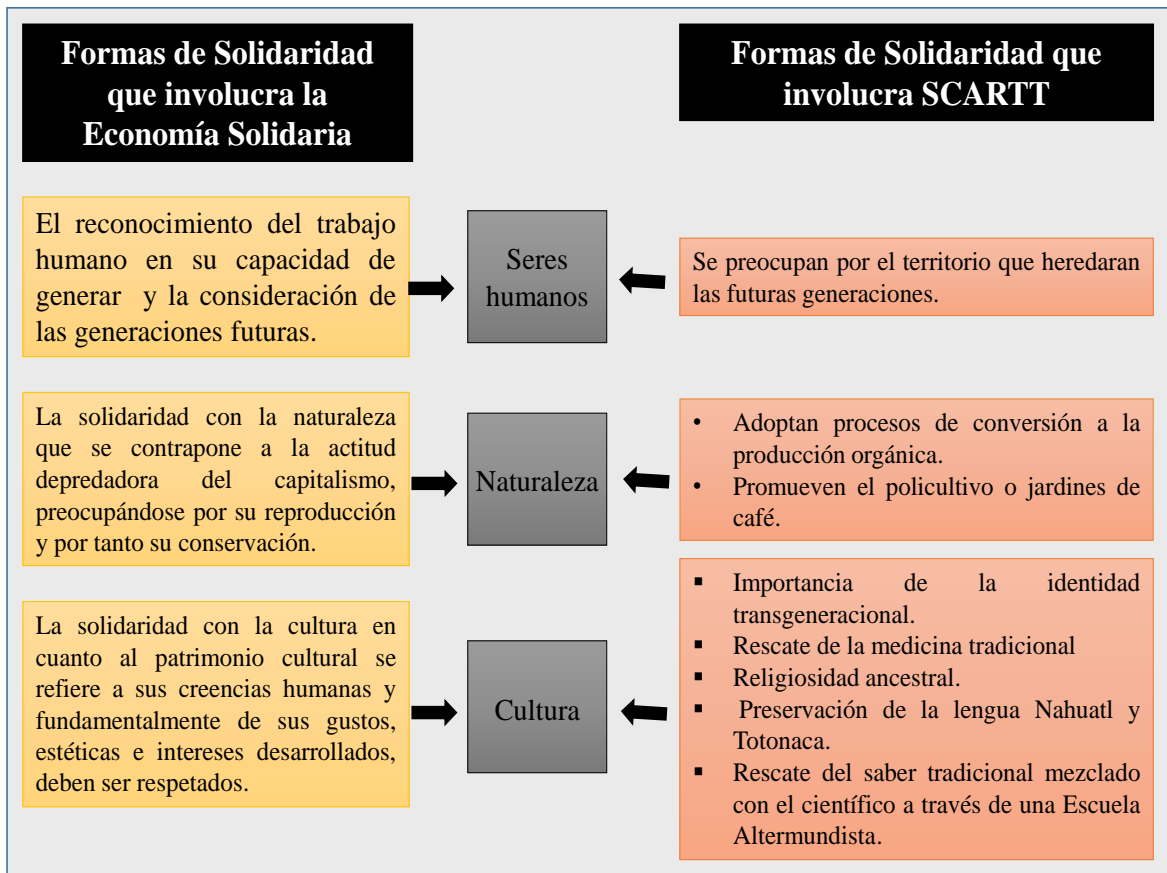 Formas de Solidaridad
que involucra la
Economía Solidaria
Formas de Solidaridad que
involucra SCARTT
El reconocimiento del trabajo
humano en su capacidad de
generar y la consideración de
las generaciones futuras.
Seres
humanos
Se preocupan por el territorio que heredaran
las futuras generaciones.
La solidaridad con la naturaleza
que se contrapone a la actitud
depredadora del capitalismo,
preocupándose por su reproducción
y por tanto su conservación.
Naturaleza
• Adoptan procesos de conversión a la
producción orgánica.
• Promueven el policultivo o jardines de
café.
La solidaridad con la cultura en
cuanto al patrimonio cultural se
refiere a sus creencias humanas y
fundamentalmente de sus gustos,
estéticas e intereses desarrollados,
deben ser respetados.
Cultura
▪ Importancia de la identidad
transgeneracional.
▪ Rescate de la medicina tradicional
▪ Religiosidad ancestral.
▪ Preservación de la lengua Nahuatl y
Totonaca.
▪ Rescate del saber tradicional mezclado
con el científico a través de una Escuela
Altermundista.